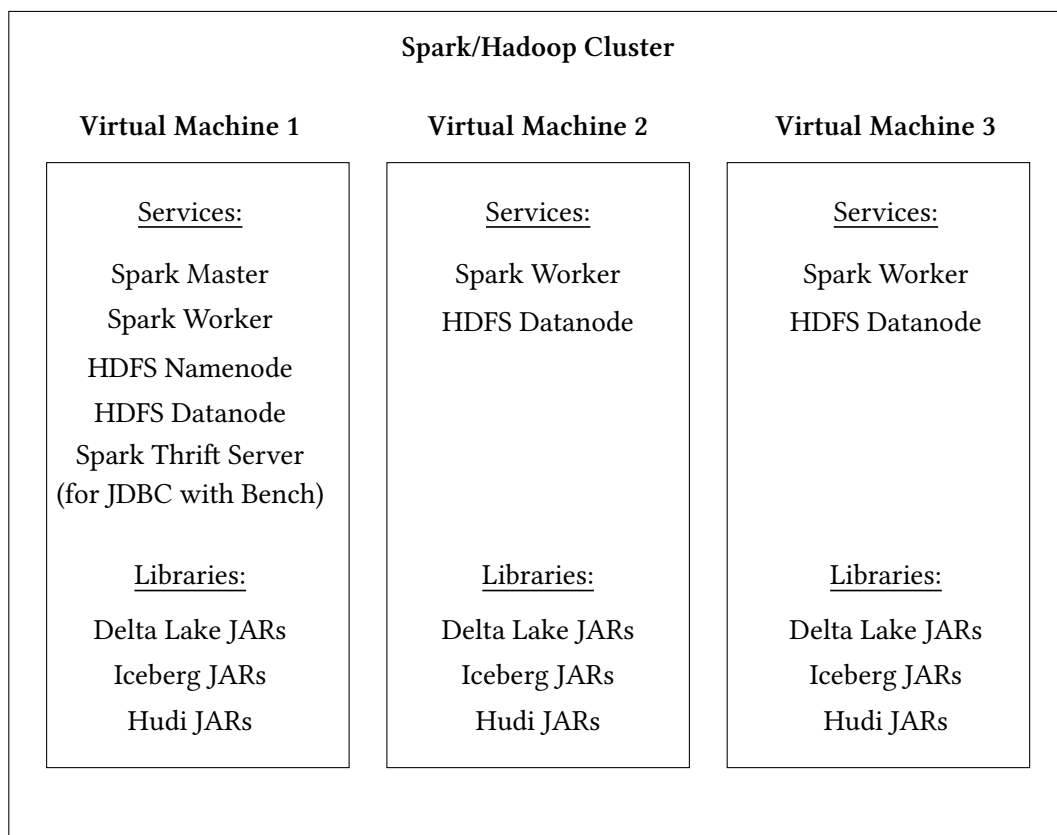 Spark/Hadoop Cluster
Virtual Machine 1
Services:
Spark Master
Spark Worker
HDFS Namenode
HDFS Datanode
Spark Thrift Server
(for JDBC with Bench)
Libraries:
Delta Lake JARs
Iceberg JARs
Hudi JARs
Virtual Machine 2
Services:
Spark Worker
HDFS Datanode
Libraries:
Delta Lake JARs
Iceberg JARs
Hudi JARs
Virtual Machine 3
Services:
Spark Worker
HDFS Datanode
Libraries:
Delta Lake JARs
Iceberg JARs
Hudi JARs